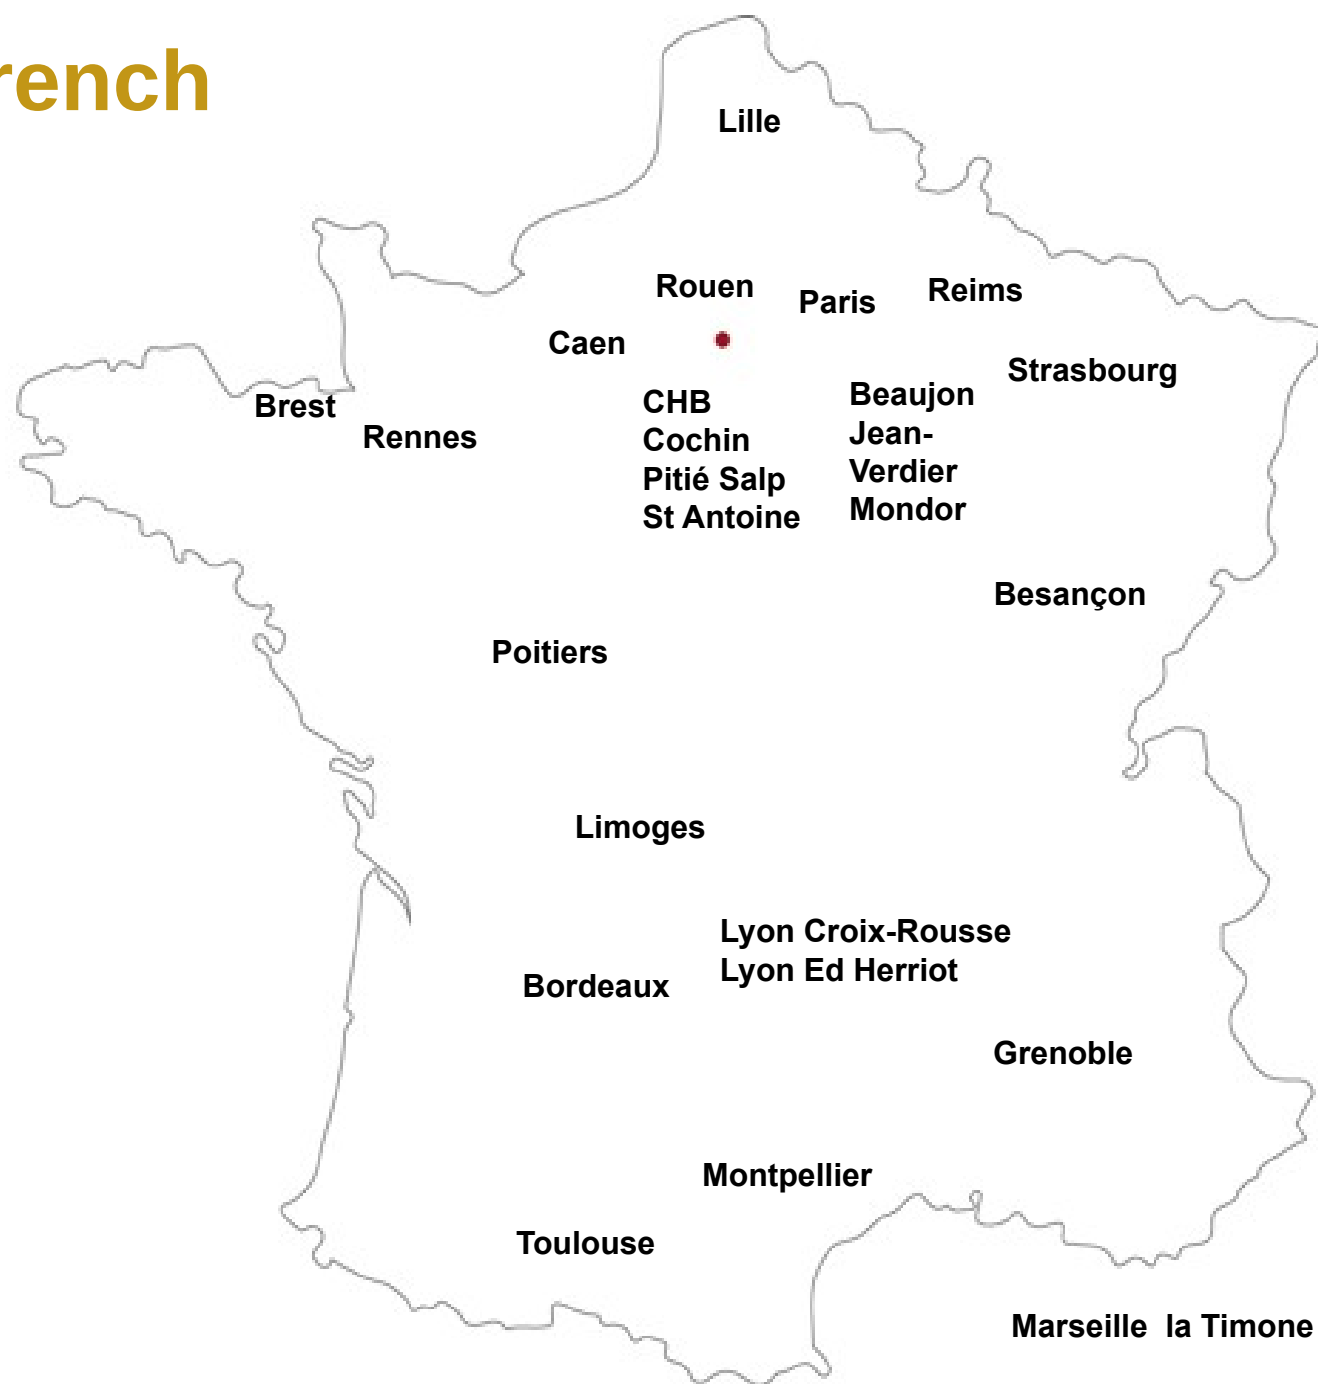 rench
Lille
Rouen
Paris
Reims
Caen
Strasbourg
Brest
Rennes
CHB
Cochin
Pitié Salp
St Antoine
Beaujon
Jean-
Verdier
Mondor
Besançon
Poitiers
Limoges
Lyon Croix-Rousse
Lyon Ed Herriot
Bordeaux
Grenoble
Montpellier
Toulouse
Marseille la Timone